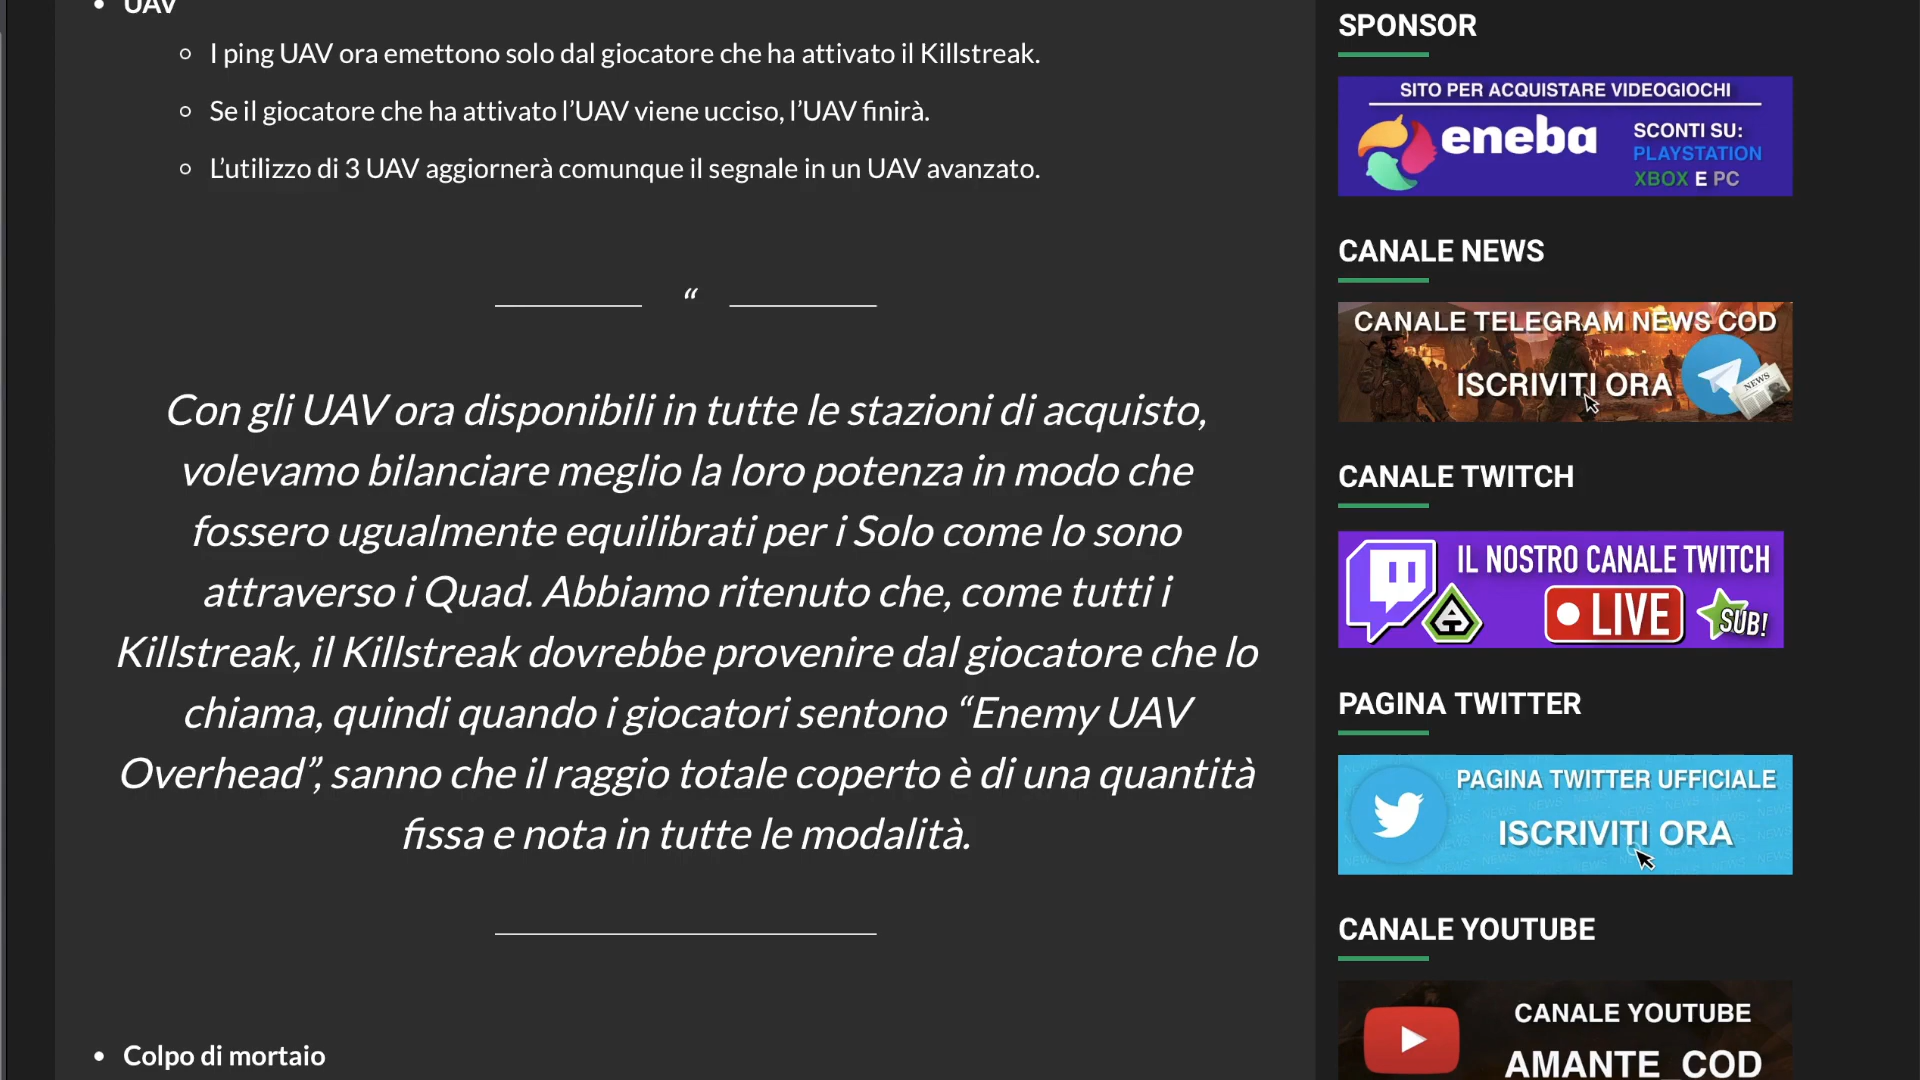 UAV
I ping UAV ora emettono solo dal giocatore che ha attivato il Killstreak.
Se il giocatore che ha attivato l’UAV viene ucciso, l’UAV finirà.
L’utilizzo di 3 UAV aggiornerà comunque il segnale in un UAV avanzato.
“
Con gli UAV ora disponibili in tutte le stazioni di acquisto,
volevamo bilanciare meglio la loro potenza in modo che
fossero ugualmente equilibrati per i Solo come lo sono
attraverso i Quad. Abbiamo ritenuto che, come tutti i
Killstreak, il Killstreak dovrebbe provenire dal giocatore che lo
chiama, quindi quando i giocatori sentono “Enemy UAV
Overhead”, sanno che il raggio totale coperto è di una quantità
fissa e nota in tutte le modalità.
Colpo di mortaio
SPONSOR
SITO PER ACQUISTARE VIDEOGIOCHI
eneba
SCONTI SU:
PLAYSTATION
XBOX E PC
CANALE NEWS
CANALE TELEGRAM NEWS COD
ISCRIVITI ORA
NEWS
CANALE TWITCH
IL NOSTRO CANALE TWITCH
LIVE
SUB!
PAGINA TWITTER
PAGINA TWITTER UFFICIALE
ISCRIVITI ORA
CANALE YOUTUBE
CANALE YOUTUBE
AMANTE_COD